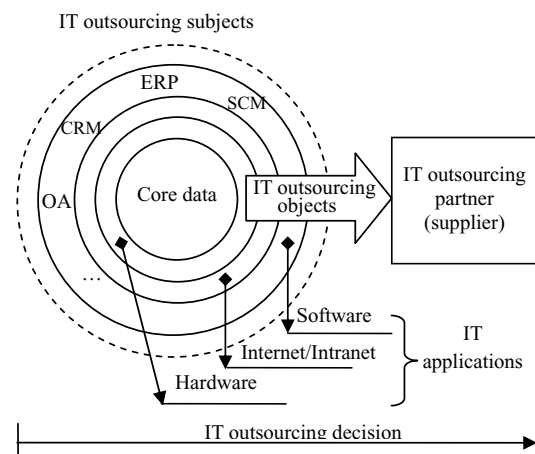 IT outsourcing subjects
ERP
SCM
CRM
OA
Core data
IT outsourcing
objects
IT outsourcing
partner
(supplier)
...
Software
Internet/Intranet
Hardware
IT
applications
IT outsourcing decision